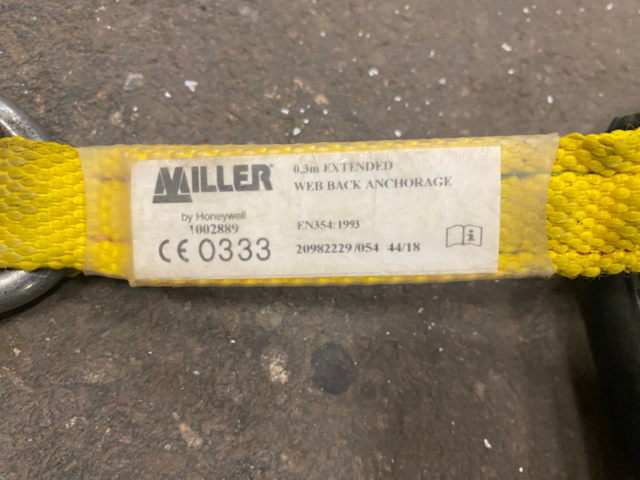 MILLER
by Honeywell
1002889
CE 0333
0,3m EXTENDED
WEB BACK ANCHORAGE
EN354:1993
20982229/054 44/18
i